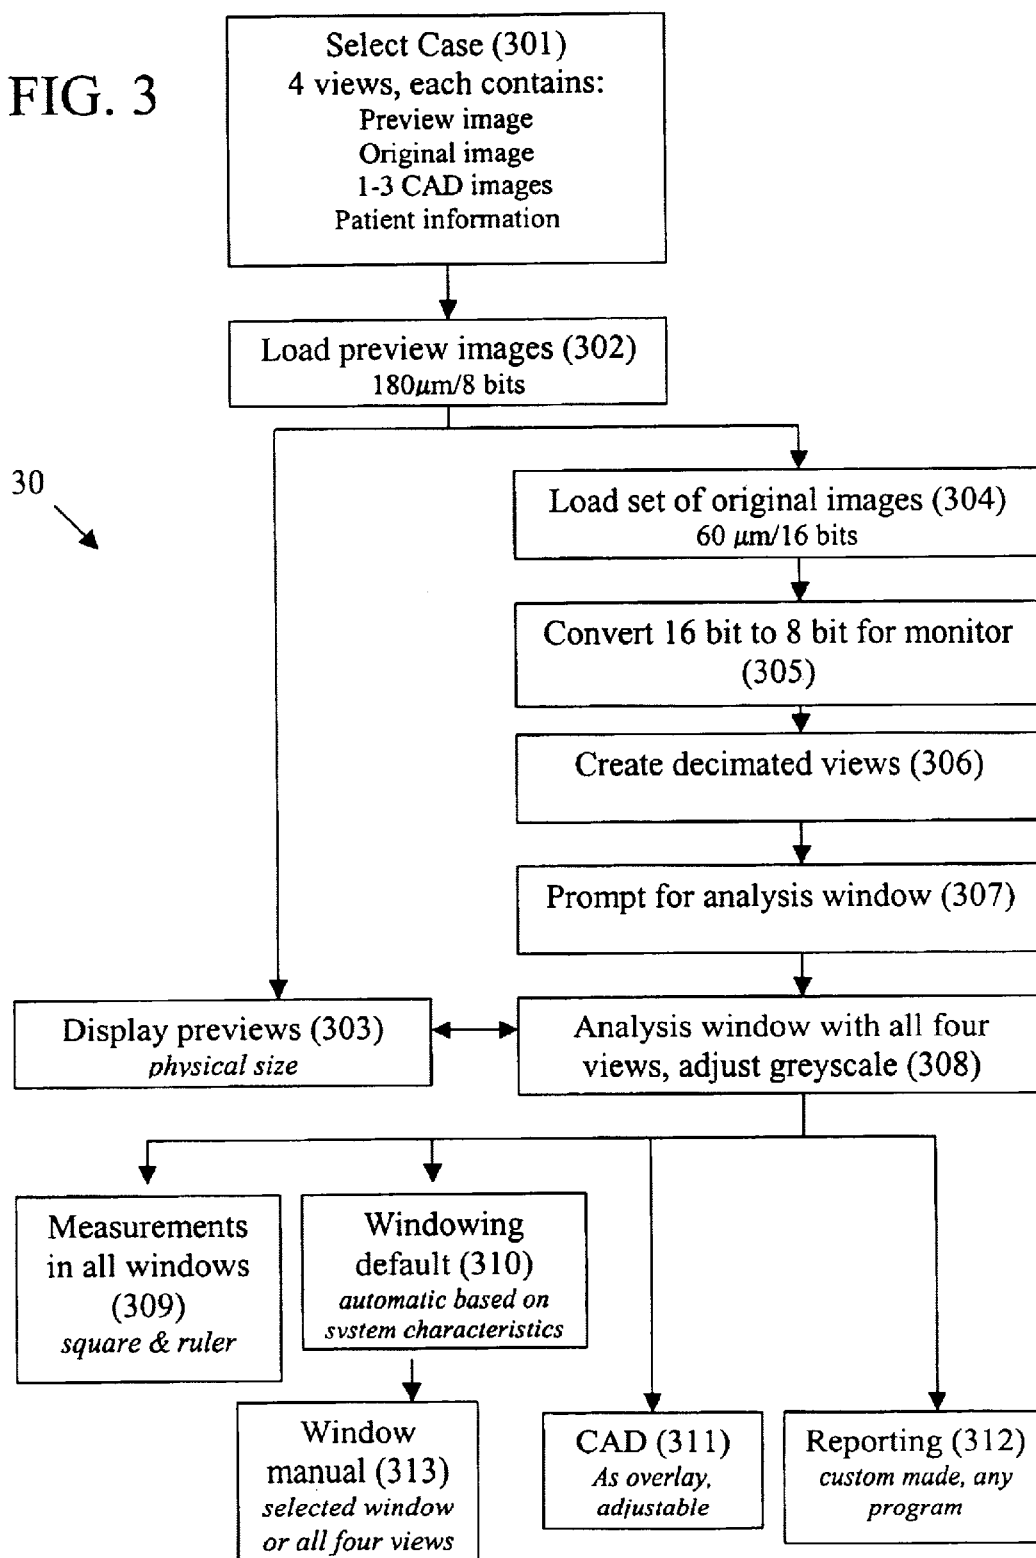 FIG. 3
Select Case (301)
4 views, each contains:
Preview image
Original image
1-3 CAD images
Patient information
Load preview images (302)
180μm/8 bits
30
Load set of original images (304)
60 μm/16 bits
Convert 16 bit to 8 bit for monitor
(305)
Create decimated views (306)
Prompt for analysis window (307)
Display previews (303)
physical size
Analysis window with all four
views, adjust greyscale (308)
Measurements
in all windows
(309)
square & ruler
Windowing
default (310)
automatic based on
system characteristics
Window
manual (313)
selected window
or all four views
CAD (311)
As overlay,
adjustable
Reporting (312)
custom made, any
program